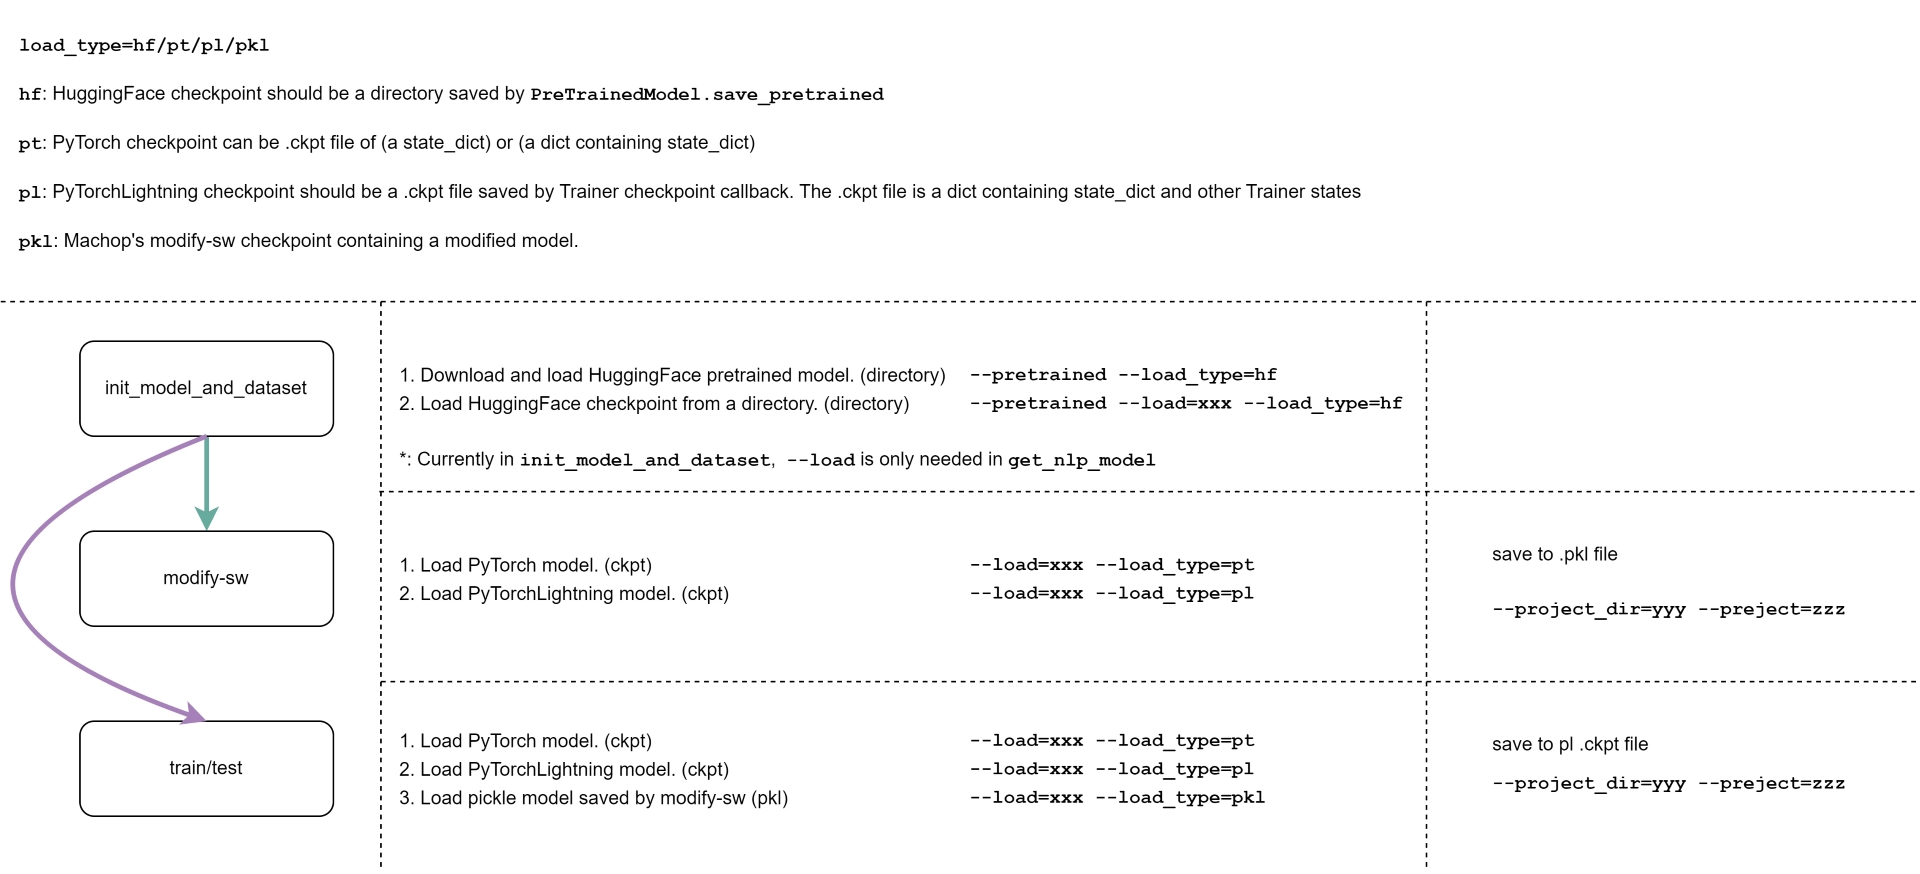 load_type=hf/pt/pl/pkl
hf: HuggingFace checkpoint should be a directory saved by PreTrainedModel.save_pretrained
pt: PyTorch checkpoint can be .ckpt file of (a state_dict) or (a dict containing state_dict)
pl: PyTorchLightning checkpoint should be a .ckpt file saved by Trainer checkpoint callback. The .ckpt file is a dict containing state_dict and other Trainer states
pkl: Machop's modify-sw checkpoint containing a modified model.
init_model_and_dataset
1. Download and load HuggingFace pretrained model. (directory) --pretrained --load_type=hf
2. Load HuggingFace checkpoint from a directory. (directory) --pretrained --load=xxx --load_type=hf
*: Currently in init_model_and_dataset, --load is only needed in get_nlp_model
modify-sw
1. Load PyTorch model. (ckpt) --load=xxx --load_type=pt
2. Load PyTorchLightning model. (ckpt) --load=xxx --load_type=pl
save to .pkl file
--project_dir=yyy --preject=zzz
train/test
1. Load PyTorch model. (ckpt) --load=xxx --load_type=pt
2. Load PyTorchLightning model. (ckpt) --load=xxx --load_type=pl
3. Load pickle model saved by modify-sw (pkl) --load=xxx --load_type=pkl
save to pl .ckpt file
--project_dir=yyy --preject=zzz